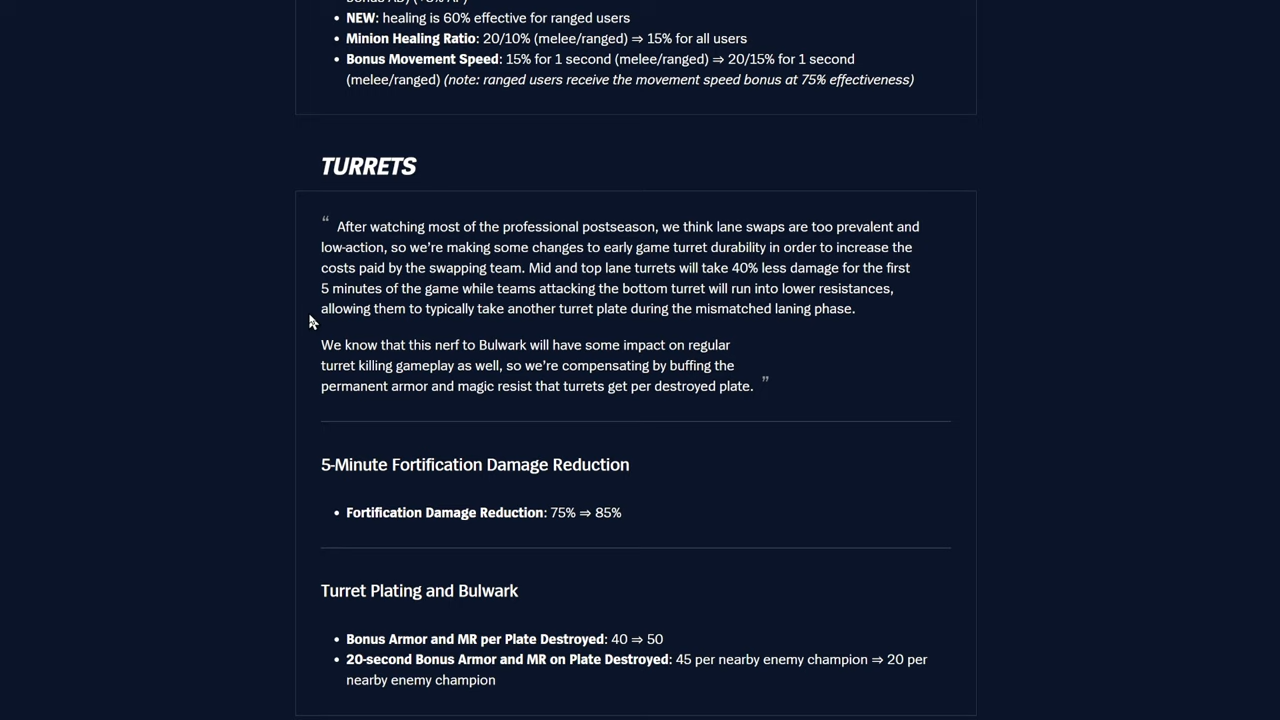 • NEW: healing is 60% effective for ranged users
• Minion Healing Ratio: 20/10% (melee/ranged) ⇒ 15% for all users
• Bonus Movement Speed: 15% for 1 second (melee/ranged) ⇒ 20/15% for 1 second
(melee/ranged) (note: ranged users receive the movement speed bonus at 75% effectiveness)
TURRETS
“ After watching most of the professional postseason, we think lane swaps are too prevalent and
low-action, so we’re making some changes to early game turret durability in order to increase the
costs paid by the swapping team. Mid and top lane turrets will take 40% less damage for the first
5 minutes of the game while teams attacking the bottom turret will run into lower resistances,
allowing them to typically take another turret plate during the mismatched laning phase.
We know that this nerf to Bulwark will have some impact on regular
turret killing gameplay as well, so we’re compensating by buffing the
permanent armor and magic resist that turrets get per destroyed plate. ”
5-Minute Fortification Damage Reduction
• Fortification Damage Reduction: 75% ⇒ 85%
Turret Plating and Bulwark
• Bonus Armor and MR per Plate Destroyed: 40 ⇒ 50
• 20-second Bonus Armor and MR on Plate Destroyed: 45 per nearby enemy champion ⇒ 20 per
nearby enemy champion